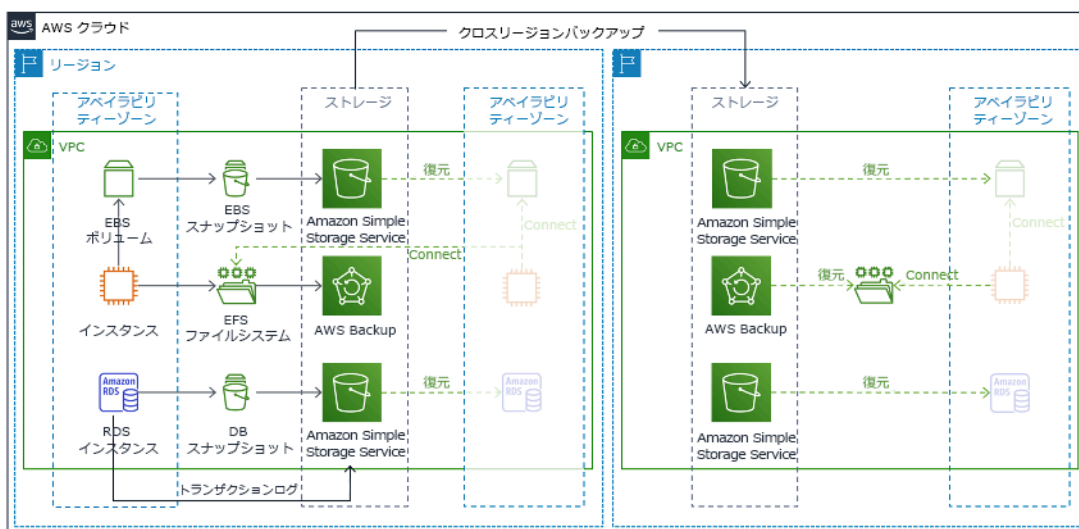 aws AWS クラウド
クロスリージョンバックアップ
リージョン
アベイラビリ
ティーゾーン
ストレージ
アベイラビリ
ティーゾーン
VPC
EBS
ボリューム
EBS
スナップショット
Amazon Simple
Storage Service
復元
Connect
Connect
インスタンス
EFS
ファイルシステム
AWS Backup
Amazon
RDS
RDS
インスタンス
DB
スナップショット
Amazon Simple
Storage Service
復元
Amazon
RDS
トランザクションログ
ストレージ
アベイラビリ
ティーゾーン
VPC
Amazon Simple
Storage Service
復元
Connect
AWS Backup
復元
Connect
Amazon Simple
Storage Service
復元
Amazon
RDS